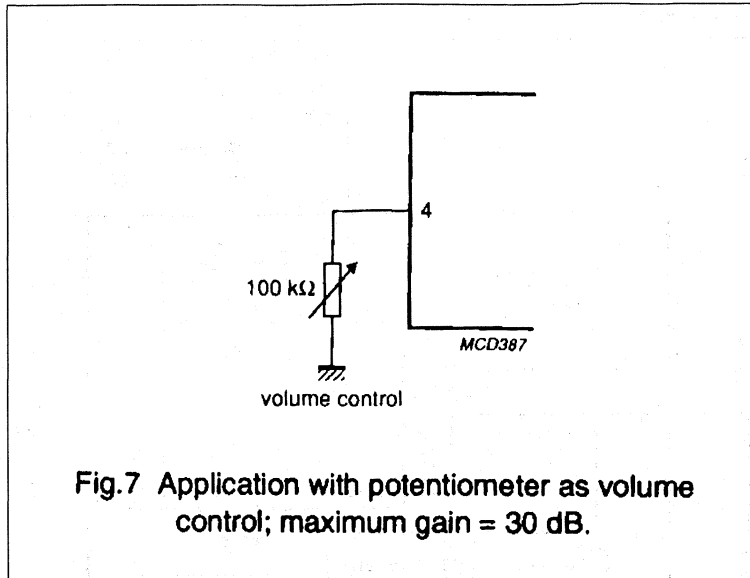 4
100 kΩ
MCD387
volume control
Fig.7 Application with potentiometer as volume
control; maximum gain = 30 dB.